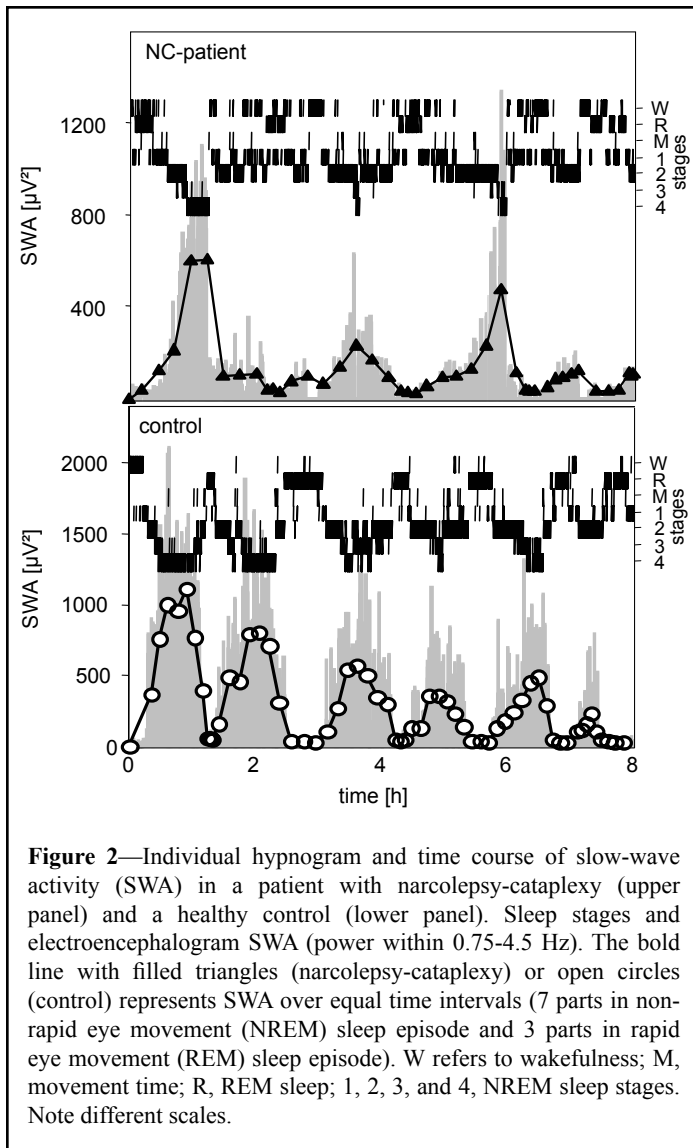 NC-patient
1200
800
400
SWA [µV²]
W
R
M
1
2
3
4
stages
control
2000
1500
1000
500
0
SWA [µV²]
W
R
M
1
2
3
4
stages
0 2 4 6 8
time [h]
Figure 2—Individual hypnogram and time course of slow-wave
activity (SWA) in a patient with narcolepsy-cataplexy (upper
panel) and a healthy control (lower panel). Sleep stages and
electroencephalogram SWA (power within 0.75-4.5 Hz). The bold
line with filled triangles (narcolepsy-cataplexy) or open circles
(control) represents SWA over equal time intervals (7 parts in non-
rapid eye movement (NREM) sleep episode and 3 parts in rapid
eye movement (REM) sleep episode). W refers to wakefulness; M,
movement time; R, REM sleep; 1, 2, 3, and 4, NREM sleep stages.
Note different scales.